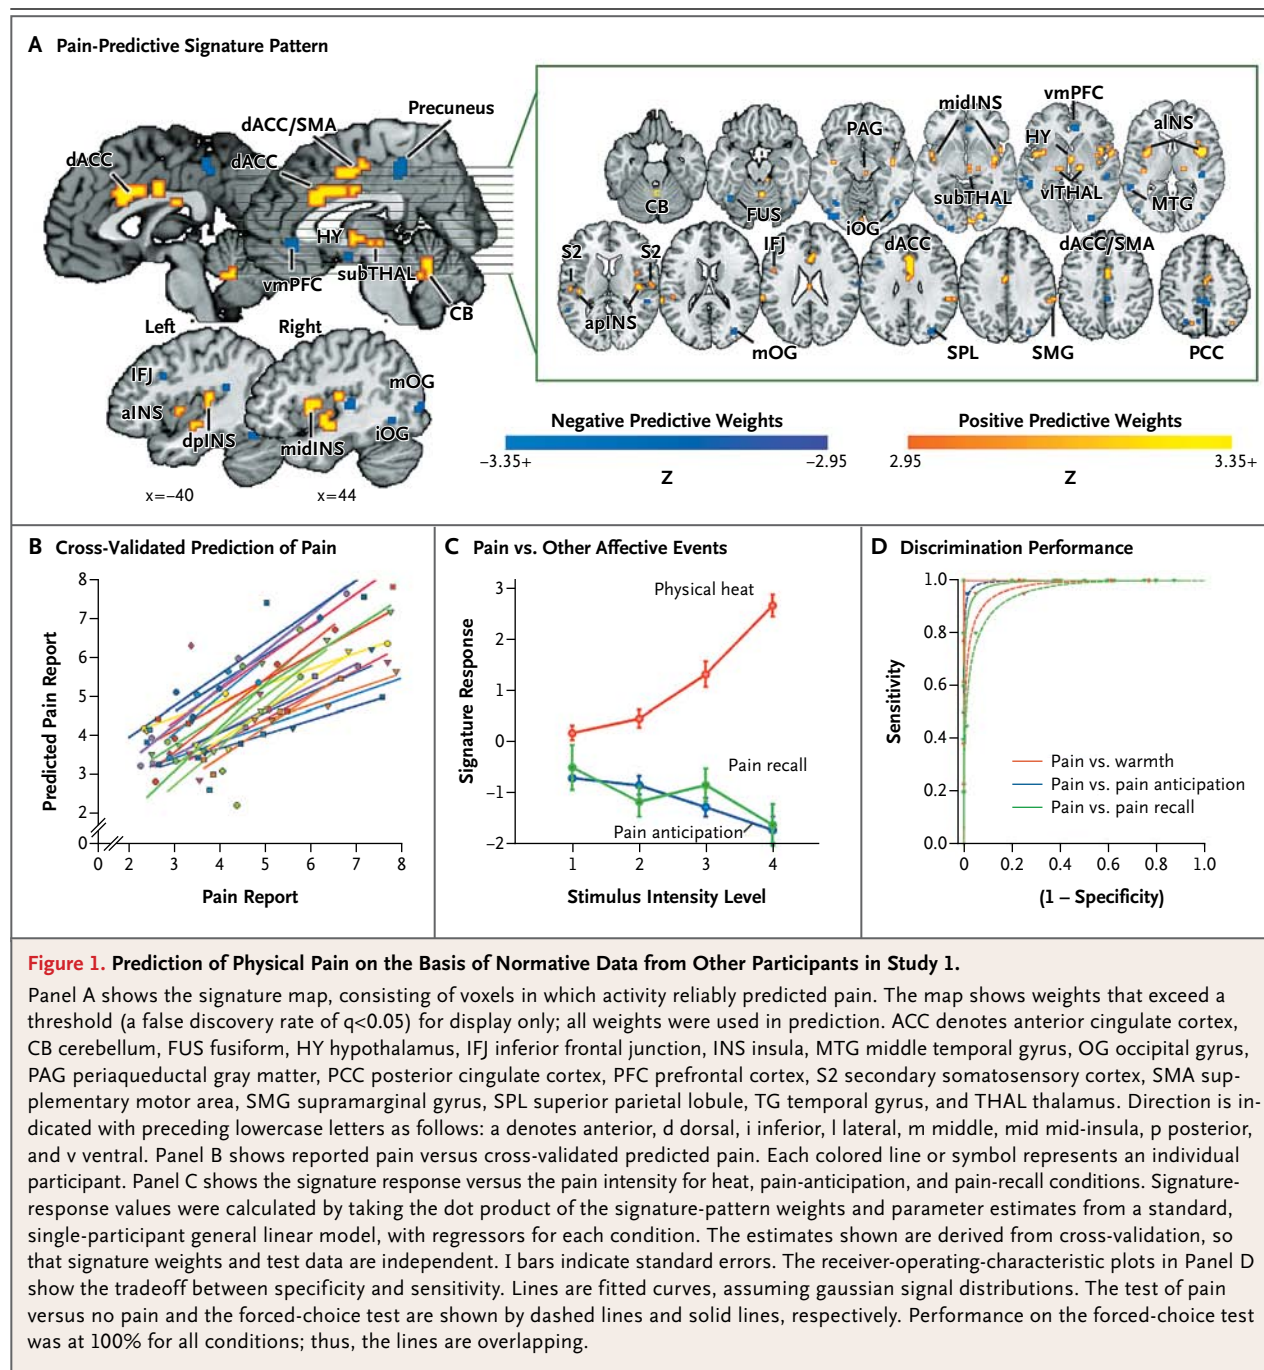 A Pain-Predictive Signature Pattern
dACC
dACC/SMA
dACC
Precuneus
HY
vmPFC
subTHAL
CB
Left
Right
IFJ
aINS
dpINS
midINS
mOG
iOG
x=–40
x=44
CB
FUS
PAG
iOG
midINS
subTHAL
vmPFC
HY
vlTHAL
aINS
MTG
S2
S2
apINS
mOG
IFJ
dACC
SPL
SMG
dACC/SMA
PCC
Negative Predictive Weights
–3.35+
–2.95
Z
Positive Predictive Weights
2.95
3.35+
Z
B Cross-Validated Prediction of Pain
Predicted Pain Report
8
7
6
5
4
3
2
0
0 2 3 4 5 6 7 8
Pain Report
C Pain vs. Other Affective Events
Signature Response
3
2
1
0
–1
–2
Physical heat
Pain recall
Pain anticipation
1 2 3 4
Stimulus Intensity Level
D Discrimination Performance
Sensitivity
1.0
0.8
0.6
0.4
0.2
0.0
Pain vs. warmth
Pain vs. pain anticipation
Pain vs. pain recall
0 0.2 0.4 0.6 0.8 1.0
(1 – Specificity)
Figure 1. Prediction of Physical Pain on the Basis of Normative Data from Other Participants in Study 1.
Panel A shows the signature map, consisting of voxels in which activity reliably predicted pain. The map shows weights that exceed a
threshold (a false discovery rate of q<0.05) for display only; all weights were used in prediction. ACC denotes anterior cingulate cortex,
CB cerebellum, FUS fusiform, HY hypothalamus, IFJ inferior frontal junction, INS insula, MTG middle temporal gyrus, OG occipital gyrus,
PAG periaqueductal gray matter, PCC posterior cingulate cortex, PFC prefrontal cortex, S2 secondary somatosensory cortex, SMA sup-
plementary motor area, SMG supramarginal gyrus, SPL superior parietal lobule, TG temporal gyrus, and THAL thalamus. Direction is in-
dicated with preceding lowercase letters as follows: a denotes anterior, d dorsal, i inferior, l lateral, m middle, mid mid-insula, p posterior,
and v ventral. Panel B shows reported pain versus cross-validated predicted pain. Each colored line or symbol represents an individual
participant. Panel C shows the signature response versus the pain intensity for heat, pain-anticipation, and pain-recall conditions. Signature-
response values were calculated by taking the dot product of the signature-pattern weights and parameter estimates from a standard,
single-participant general linear model, with regressors for each condition. The estimates shown are derived from cross-validation, so
that signature weights and test data are independent. I bars indicate standard errors. The receiver-operating-characteristic plots in Panel D
show the tradeoff between specificity and sensitivity. Lines are fitted curves, assuming gaussian signal distributions. The test of pain
versus no pain and the forced-choice test are shown by dashed lines and solid lines, respectively. Performance on the forced-choice test
was at 100% for all conditions; thus, the lines are overlapping.